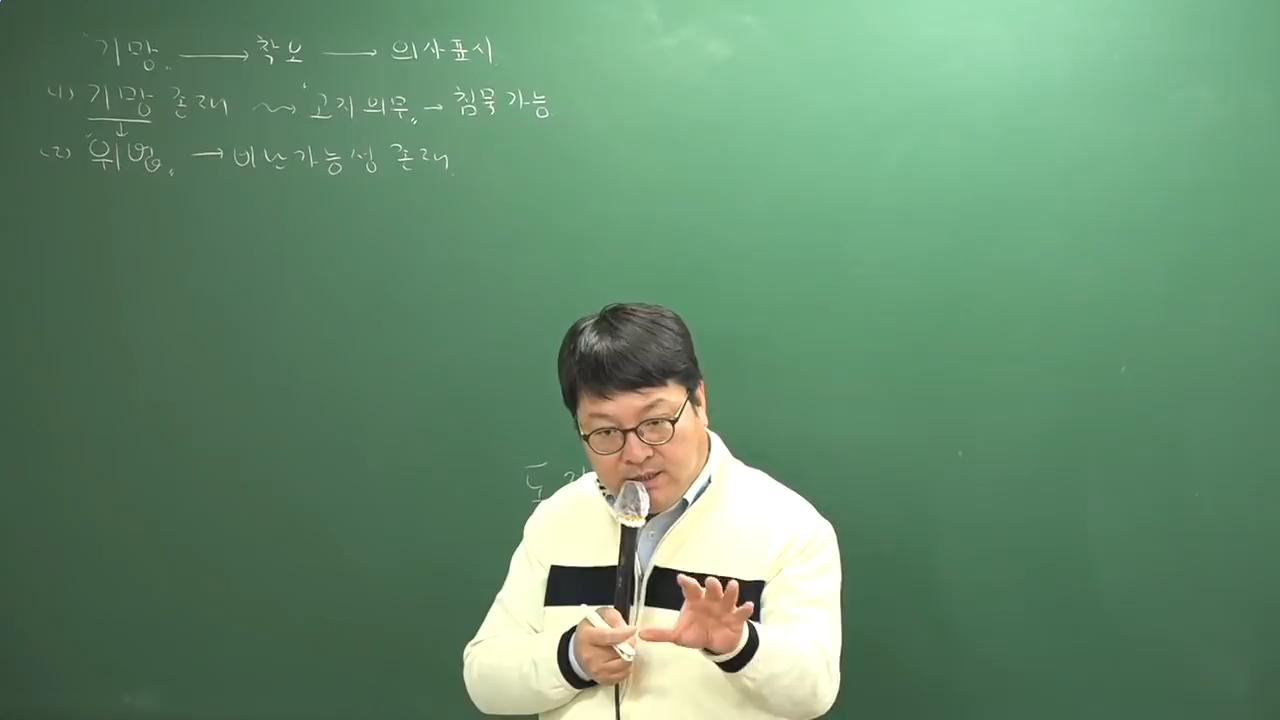 "기망" → 착오 → 의사표시.
(1) 기망 존재 ⇝ "고지의무" → 침묵가능.
↓
(2) "위법" → 비난가능성 존재.